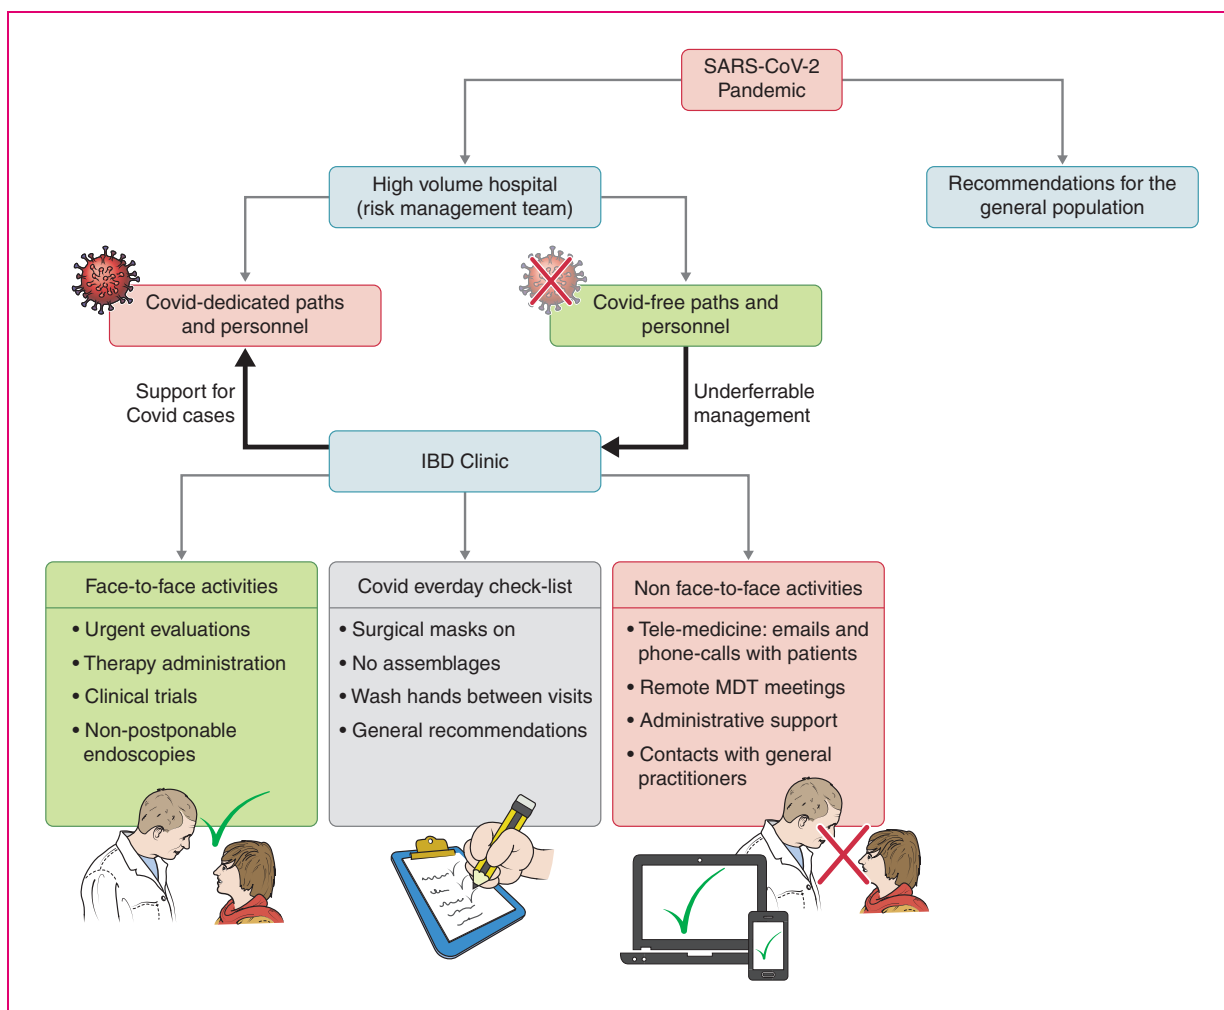 SARS-CoV-2
Pandemic
High volume hospital
(risk management team)
Recommendations for the
general population
Covid-dedicated paths
and personnel
Covid-free paths and
personnel
Support for
Covid cases
Underferrable
management
IBD Clinic
Face-to-face activities
• Urgent evaluations
• Therapy administration
• Clinical trials
• Non-postponable
endoscopies
Covid everday check-list
• Surgical masks on
• No assemblages
• Wash hands between visits
• General recommendations
Non face-to-face activities
• Tele-medicine: emails and
phone-calls with patients
• Remote MDT meetings
• Administrative support
• Contacts with general
practitioners